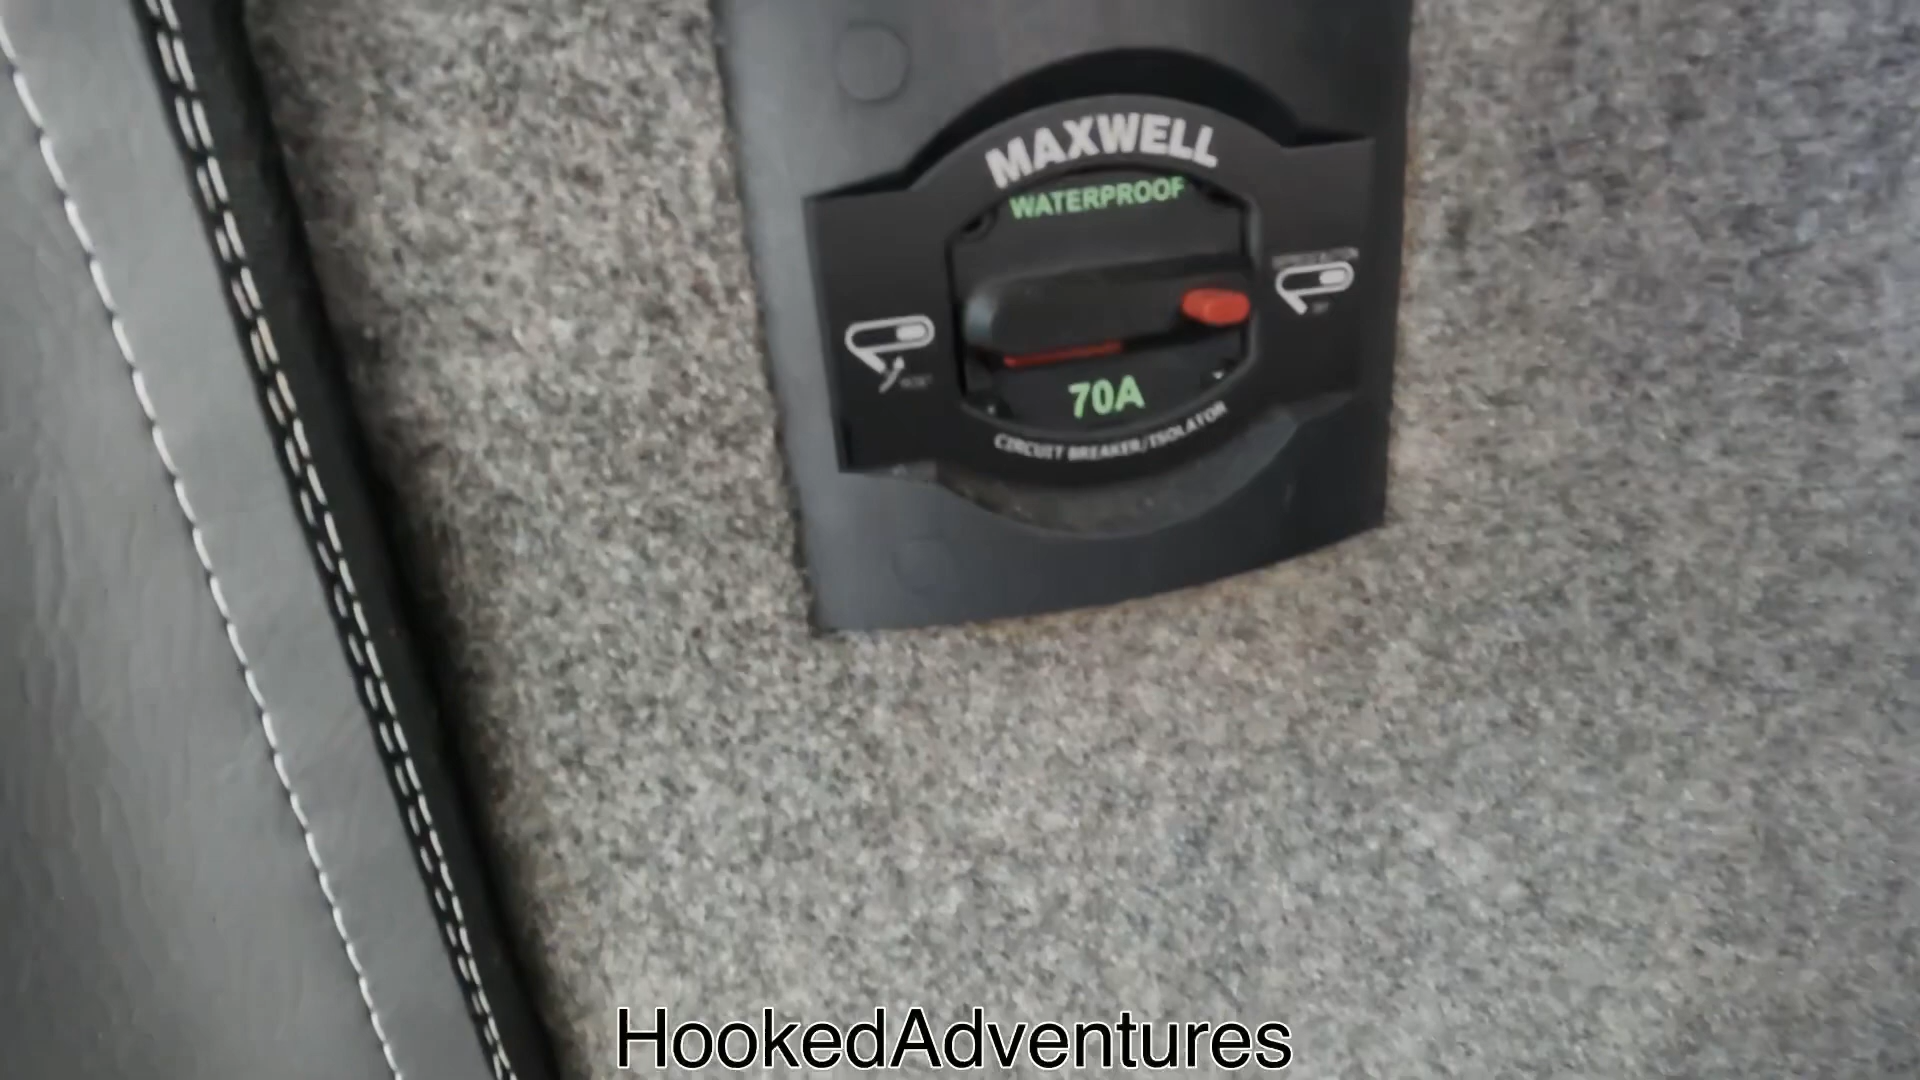 MAXWELL
WATERPROOF
70A
CIRCUIT BREAKER/ISOLATOR
HookedAdventures